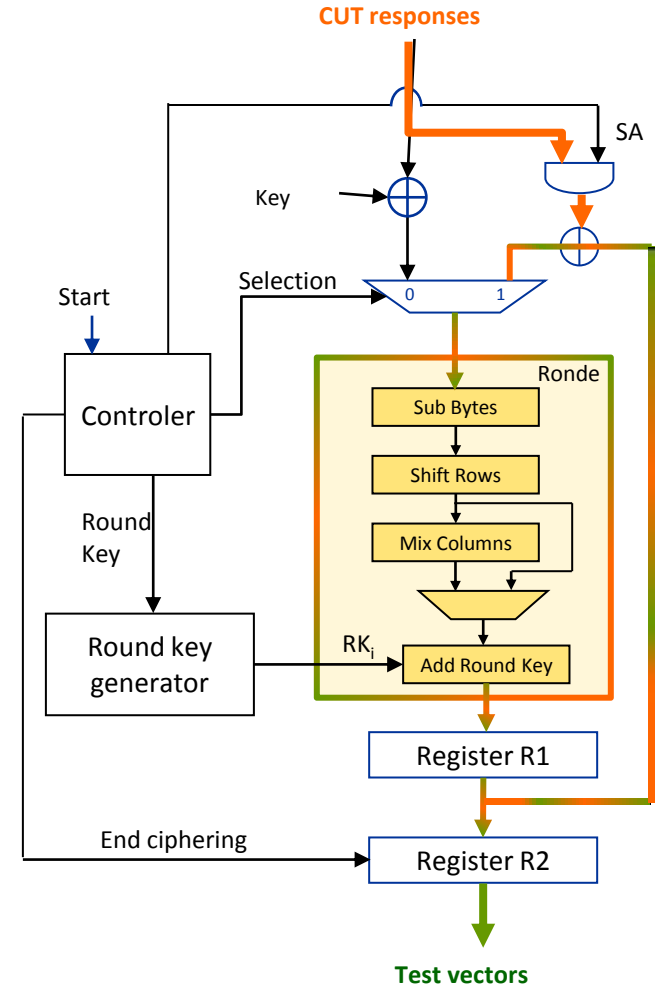 CUT responses
SA
Key
Selection
0 1
Start
Ronde
Controler
Sub Bytes
Shift Rows
Round
Key
Mix Columns
Round key
generator
RKi
Add Round Key
Register R1
End ciphering
Register R2
Test vectors